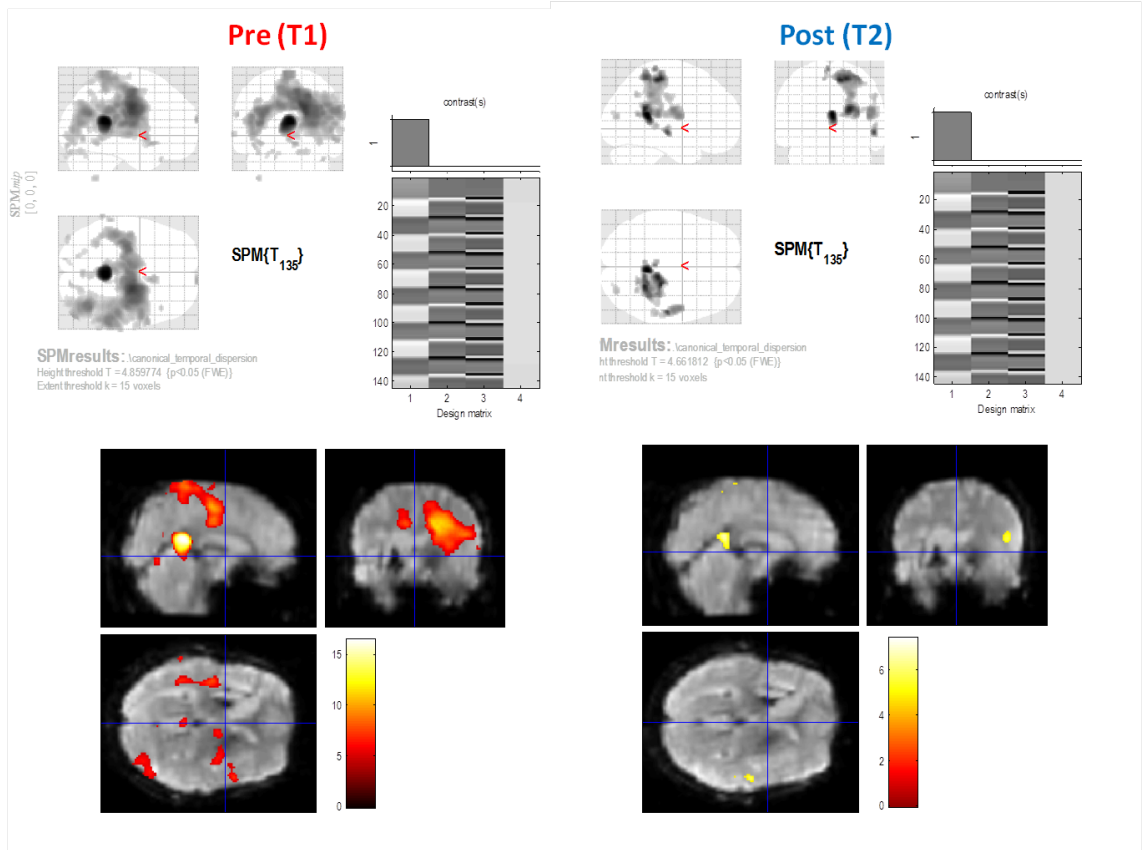 Pre (T1)
contrast(s)
1
<
<
SPMmip
[0, 0, 0]
<
SPM{T135}
20
40
60
80
100
120
140
1 2 3 4
Design matrix
SPMresults: .\canonical_temporal_dispersion
Height threshold T = 4.859774 {p<0.05 (FWE)}
Extent threshold k = 15 voxels
15
10
5
0
Post (T2)
contrast(s)
1
<
<
<
SPM{T135}
20
40
60
80
100
120
140
1 2 3 4
Design matrix
Mresults: .\canonical_temporal_dispersion
ht threshold T = 4.661812 {p<0.05 (FWE)}
nt threshold k = 15 voxels
6
4
2
0